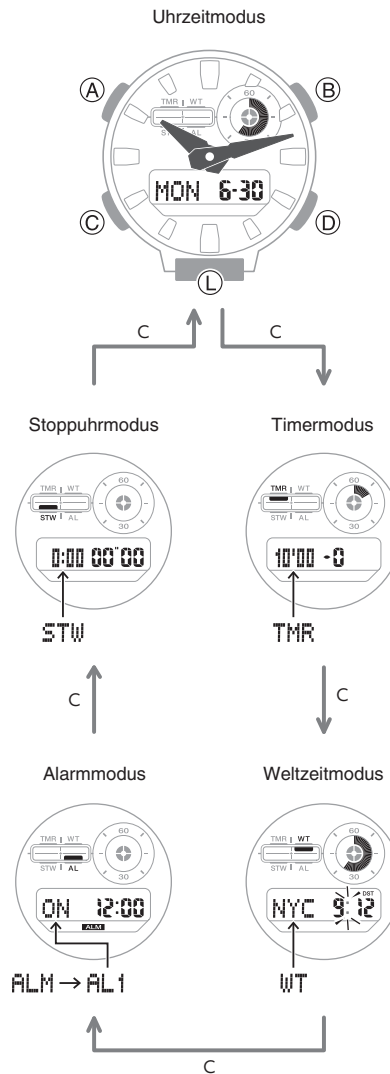 Uhrzeitmodus
A
B
60
TMR WT
ST AL
MON 6-30
C
D
L
C
C
Stoppuhrmodus
Timermodus
60
TMR WT
STW AL
30
0:00 00"00
STW
60
TMR WT
STW AL
30
10'00 -0
TMR
C
C
Alarmmodus
Weltzeitmodus
60
TMR WT
STW AL
30
ON 12:00
ALM
ALM → AL1
60
TMR WT
STW AL
30
DST
NYC 9:12
WT
C